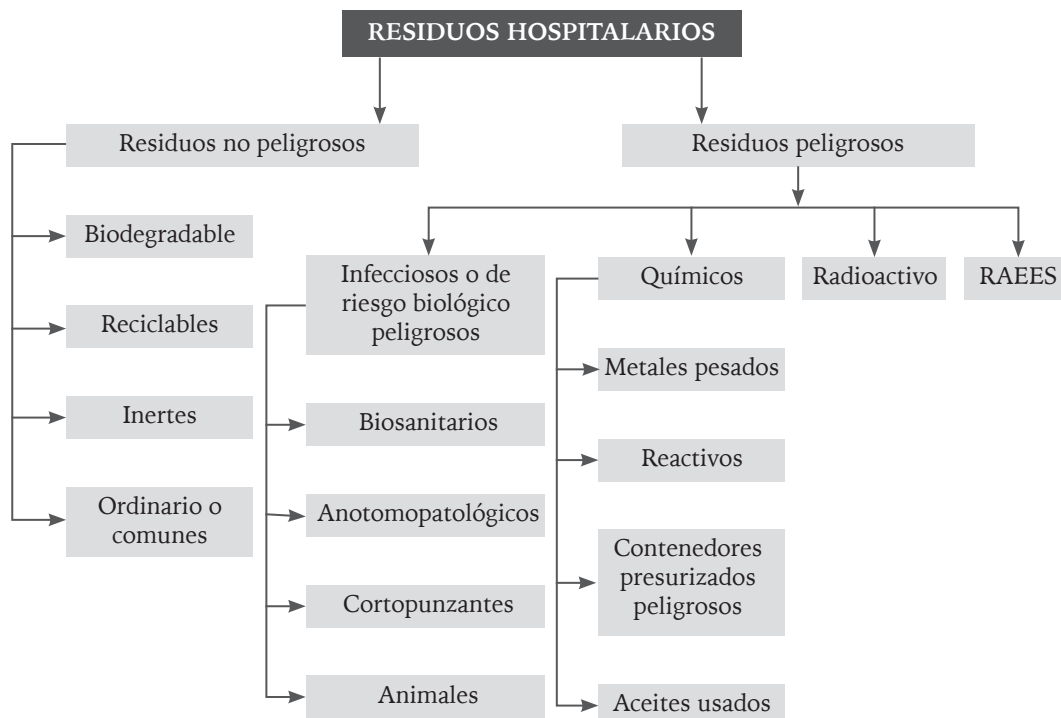 RESIDUOS HOSPITALARIOS
Residuos no peligrosos
Residuos peligrosos
Biodegradable
Reciclables
Inertes
Ordinario o
comunes
Infecciosos o de
riesgo biológico
peligrosos
Biosanitarios
Anotomopatológicos
Cortopunzantes
Animales
Químicos
Metales pesados
Reactivos
Contenedores
presurizados
peligrosos
Aceites usados
Radioactivo
RAEES